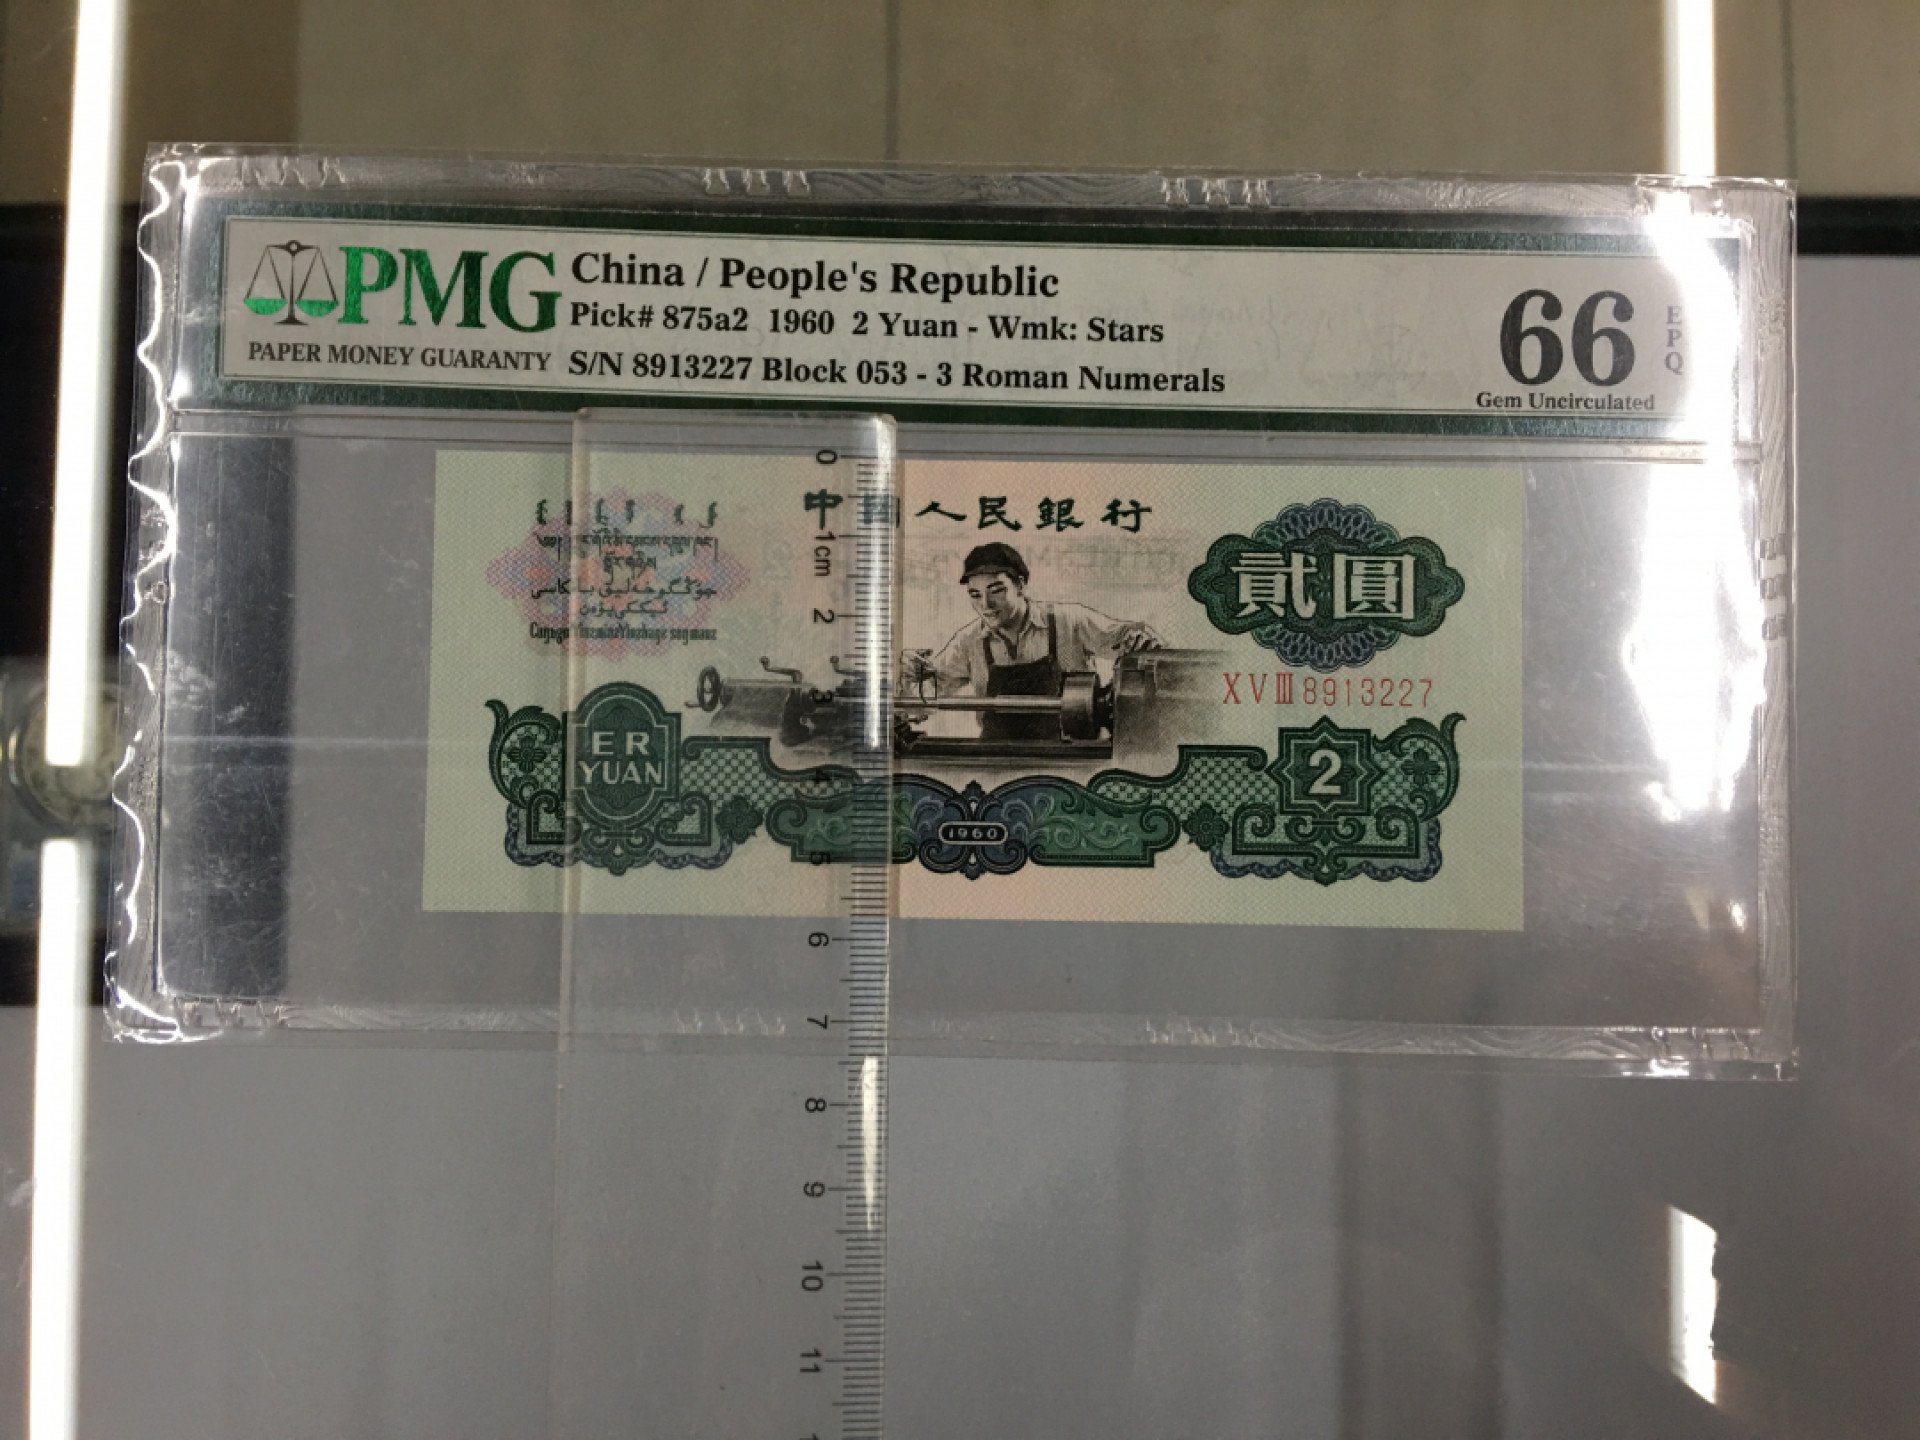 PMG
PAPER MONEY GUARANTY
China / People's Republic
Pick# 875a2 1960 2 Yuan - Wmk: Stars
S/N 8913227 Block 053 - 3 Roman Numerals
66
EPQ
Gem Uncirculated
中國人民銀行
貳圓
XVIII8913227
ER
YUAN
1960
2
0
1cm
2
3
4
5
6
7
8
9
10
11